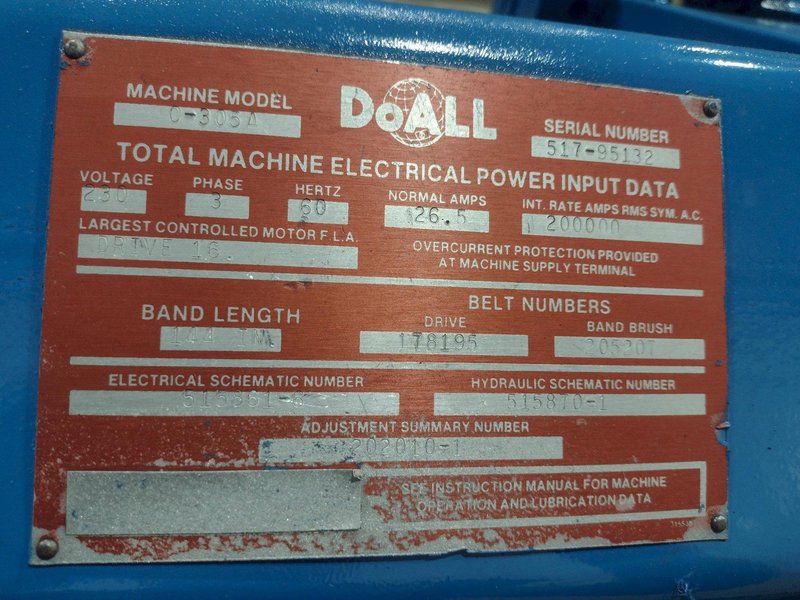 DoALL
MACHINE MODEL
C-305A
SERIAL NUMBER
517-95132
TOTAL MACHINE ELECTRICAL POWER INPUT DATA
VOLTAGE PHASE HERTZ NORMAL AMPS INT. RATE AMPS RMS SYM. A.C.
230 3 60 26.5 200000
LARGEST CONTROLLED MOTOR F.L.A.
DRIVE 16.
OVERCURRENT PROTECTION PROVIDED
AT MACHINE SUPPLY TERMINAL
BAND LENGTH
144 IN
BELT NUMBERS
DRIVE BAND BRUSH
178195 205207
ELECTRICAL SCHEMATIC NUMBER HYDRAULIC SCHEMATIC NUMBER
515870-1
ADJUSTMENT SUMMARY NUMBER
202010-1
SEE INSTRUCTION MANUAL FOR MACHINE
OPERATION AND LUBRICATION DATA